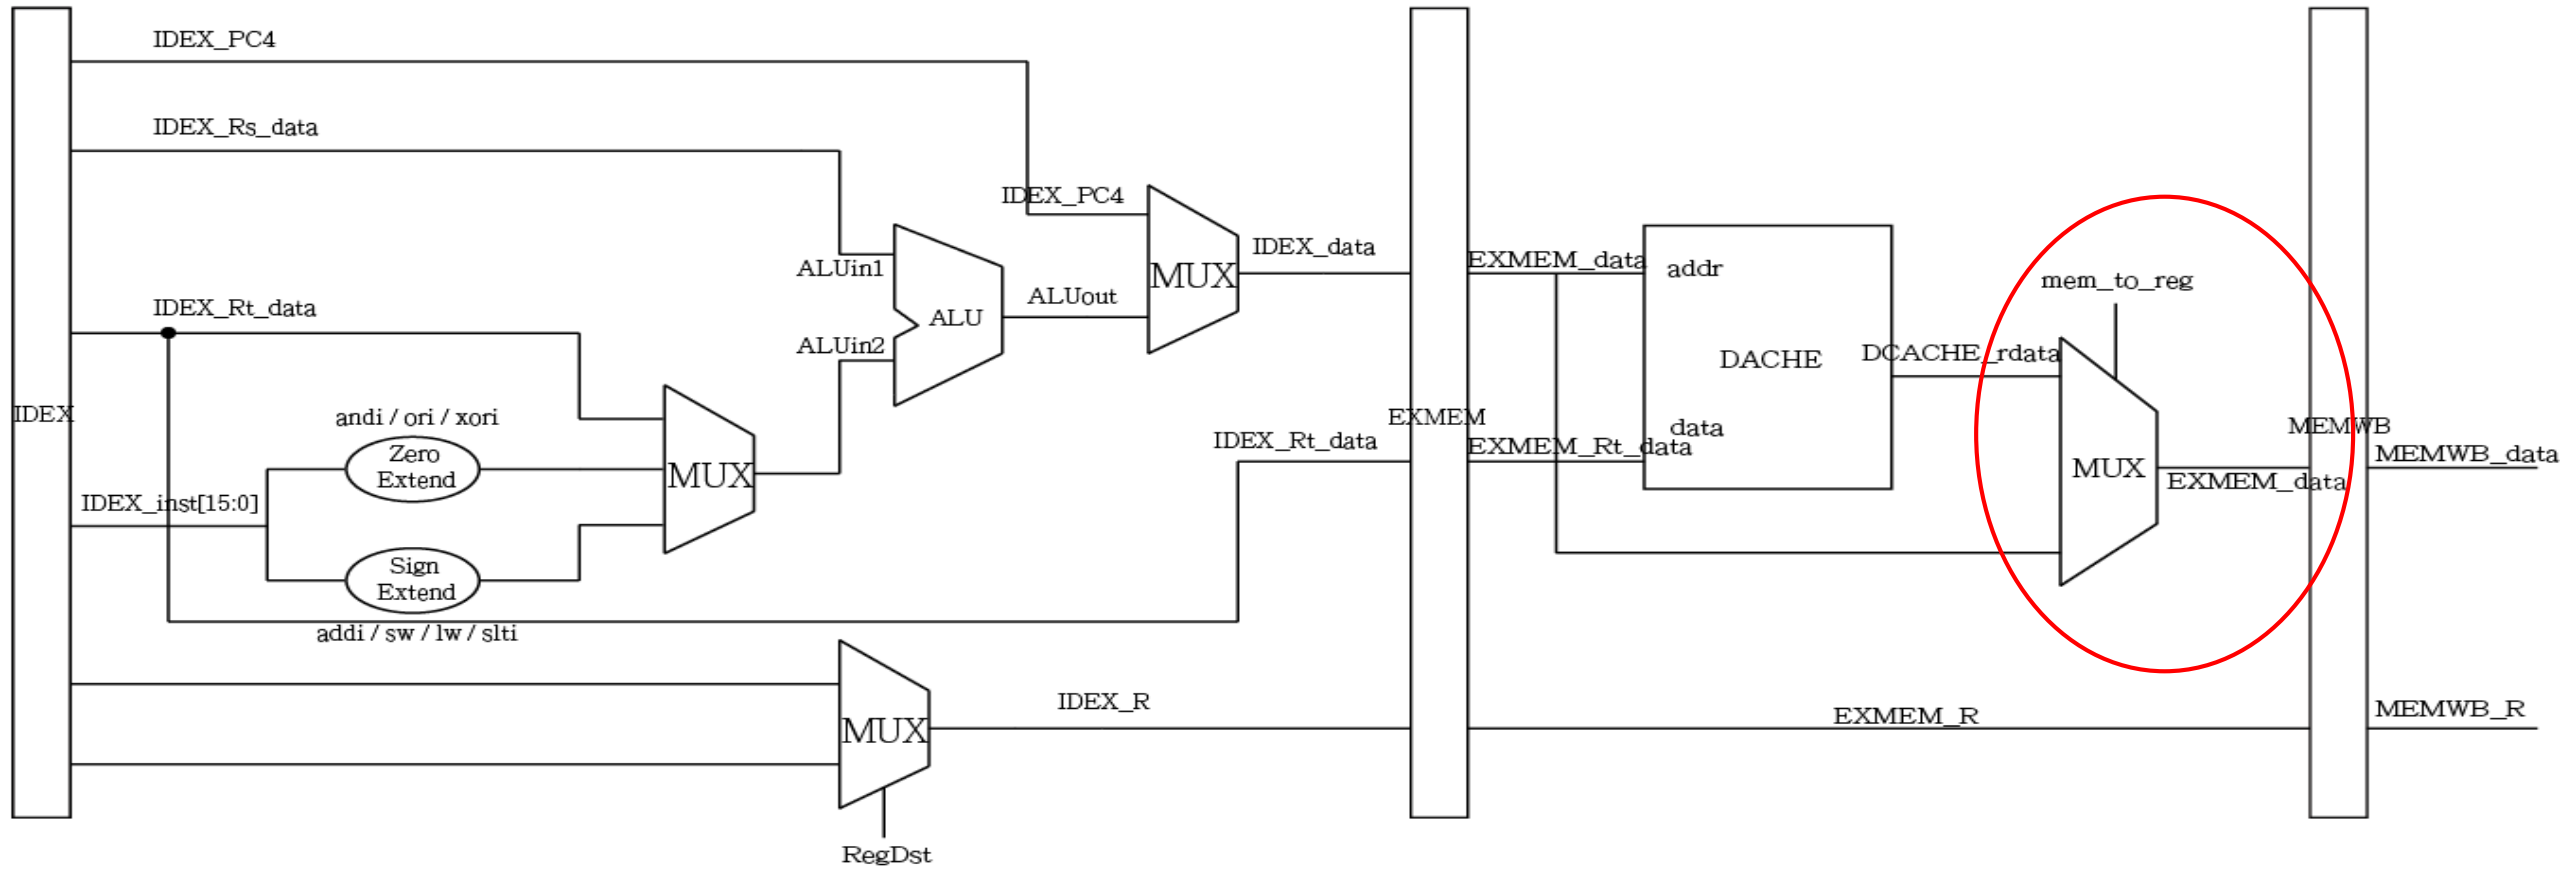 IDEX_PC4
IDEX_Rs_data
IDEX_PC4
IDEX_data
EXMEM_data
addr
ALUin1
mem_to_reg
ALUout
IDEX_Rt_data
ALU
MUX
ALUin2
DACHE
DCACHE_rdata
IDEX
andi / ori / xori
EXMEM
MEMWB
Zero
Extend
MUX
IDEX_Rt_data
EXMEM_Rt_data
data
MUX
EXMEM_data
MEMWB_data
IDEX_inst[15:0]
Sign
Extend
addi / sw / lw / slti
IDEX_R
MUX
EXMEM_R
MEMWB_R
RegDst